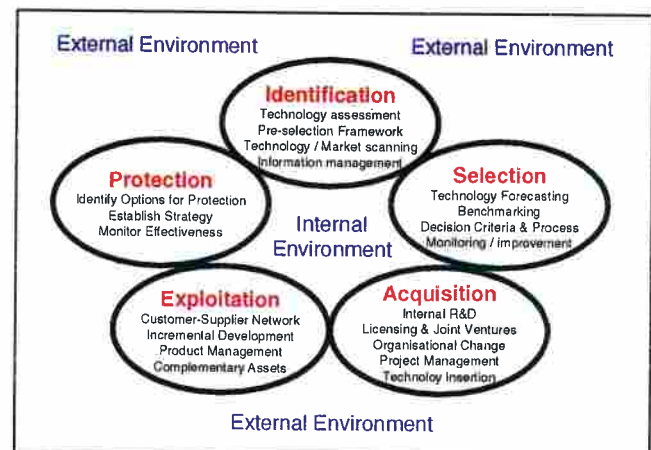 External Environment
External Environment
Identification
Technology assessment
Pre-selection Framework
Technology / Market scanning
Information management
Protection
Identify Options for Protection
Establish Strategy
Monitor Effectiveness
Selection
Technology Forecasting
Benchmarking
Decision Criteria & Process
Monitoring / improvement
Internal
Environment
Exploitation
Customer-Supplier Network
Incremental Development
Product Management
Complementary Assets
Acquisition
Internal R&D
Licensing & Joint Ventures
Organisational Change
Project Management
Technoloy Insertion
External Environment